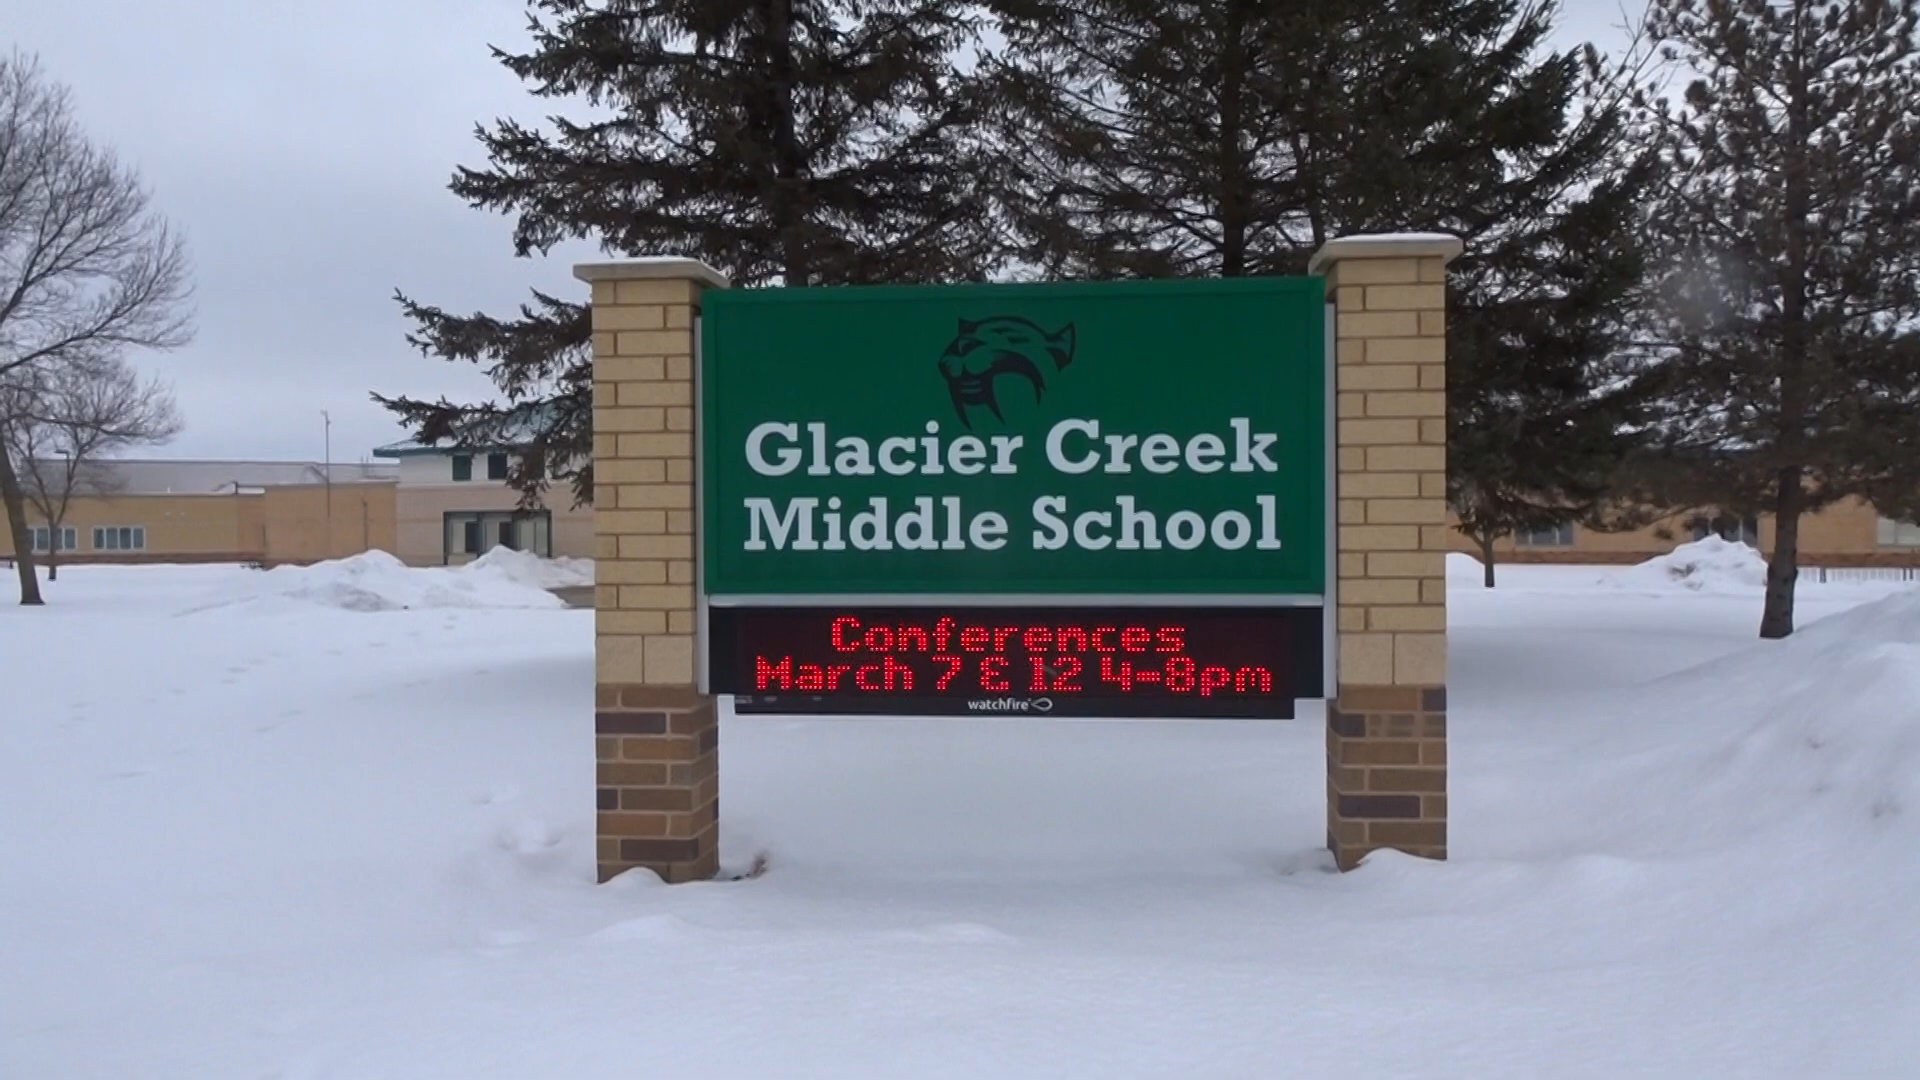 Glacier Creek
Middle School
Conferences
March 7 & 12 4-8pm
watchfire